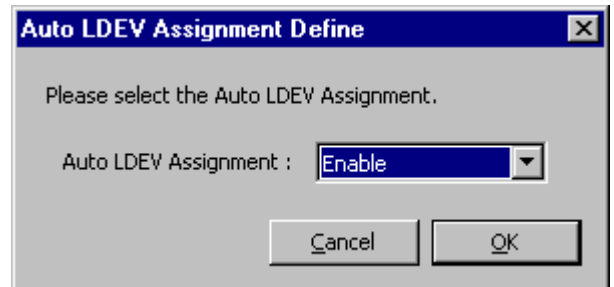 Auto LDEV Assignment Define
Please select the Auto LDEV Assignment.
Auto LDEV Assignment : Enable
Cancel OK